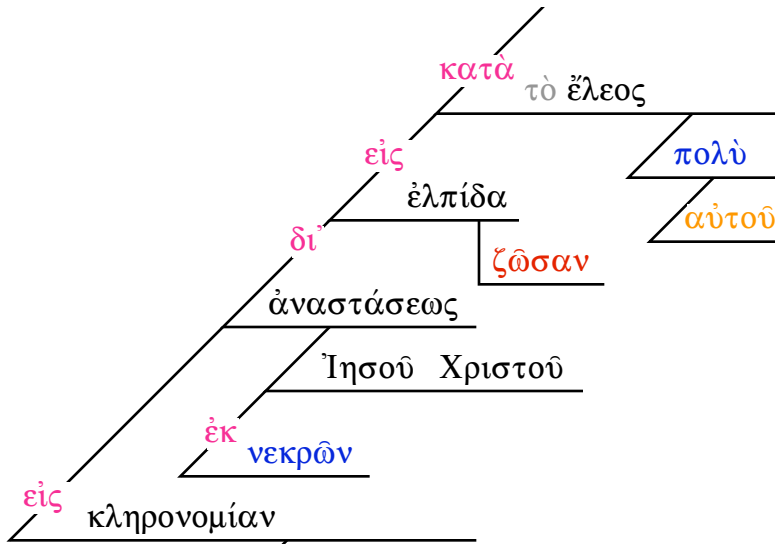 κατὰ
τὸ ἔλεος
εἰς
πολὺ
ἐλπίδα
αὐτοῦ
δι’
ζῶσαν
ἀναστάσεως
Ἰησοῦ Χριστοῦ
ἐκ
νεκρῶν
εἰς
κληρονομίαν